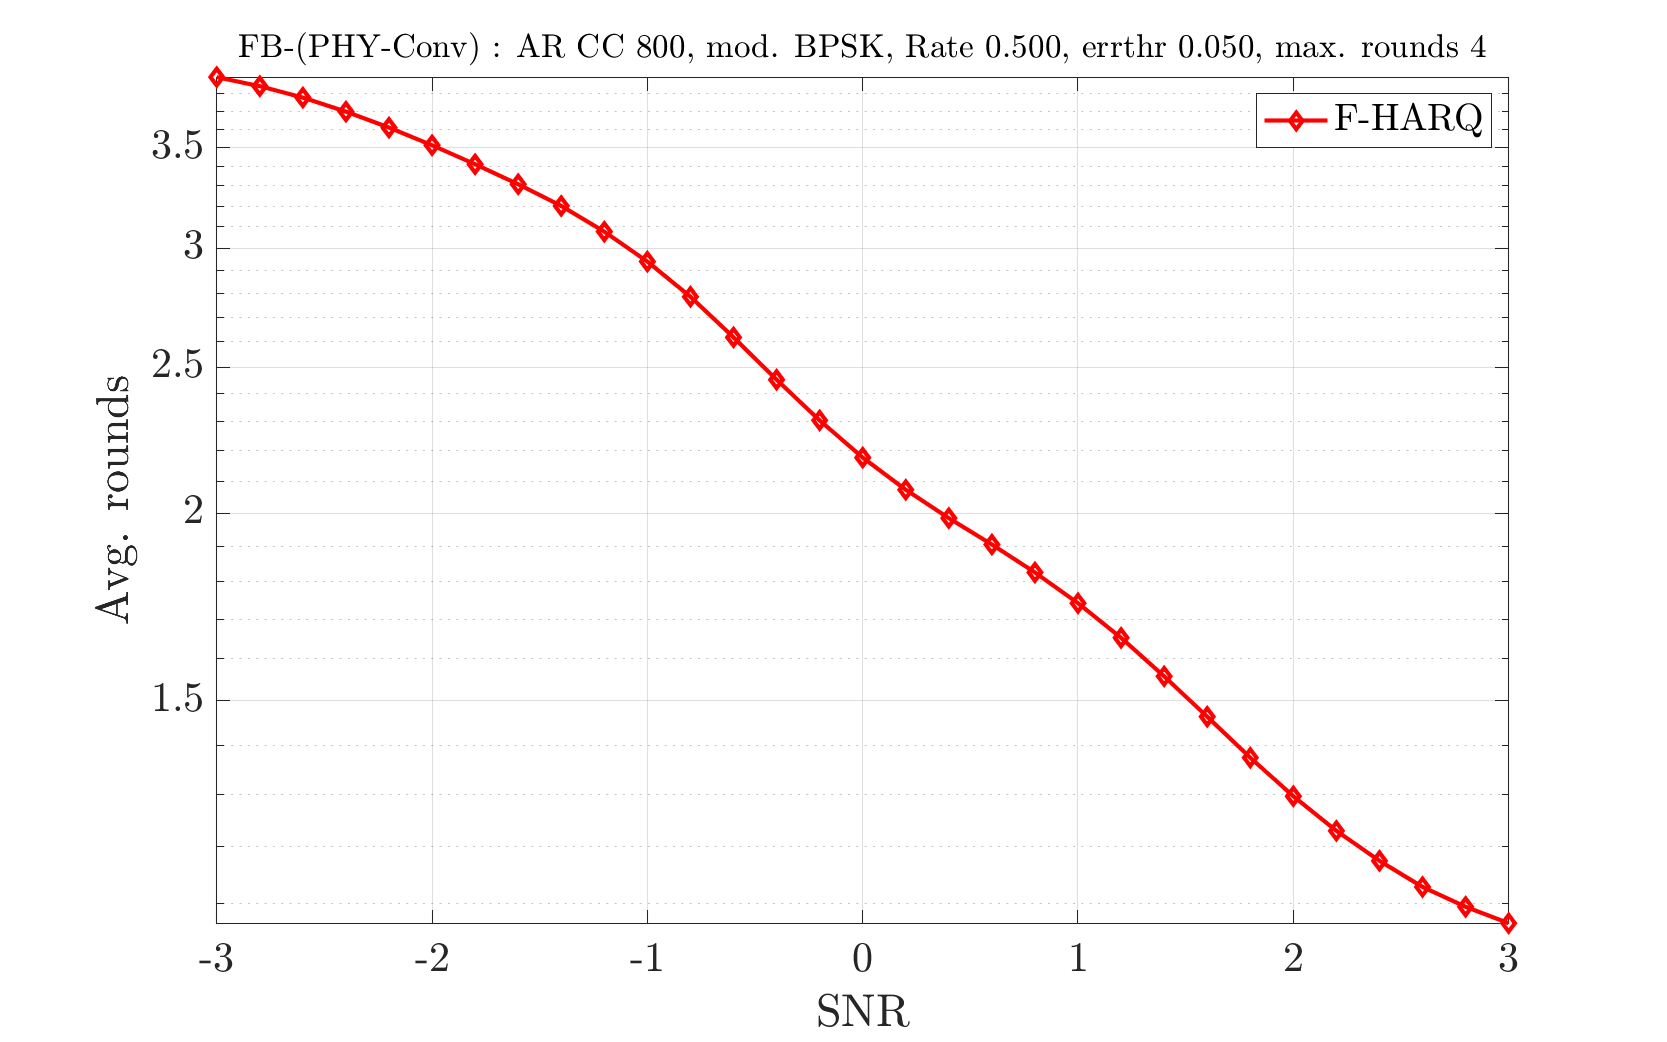 FB-(PHY-Conv) : AR CC 800, mod. BPSK, Rate 0.500, errthr 0.050, max. rounds 4
F-HARQ
3.5
3
2.5
2
1.5
Avg. rounds
-3 -2 -1 0 1 2 3
SNR